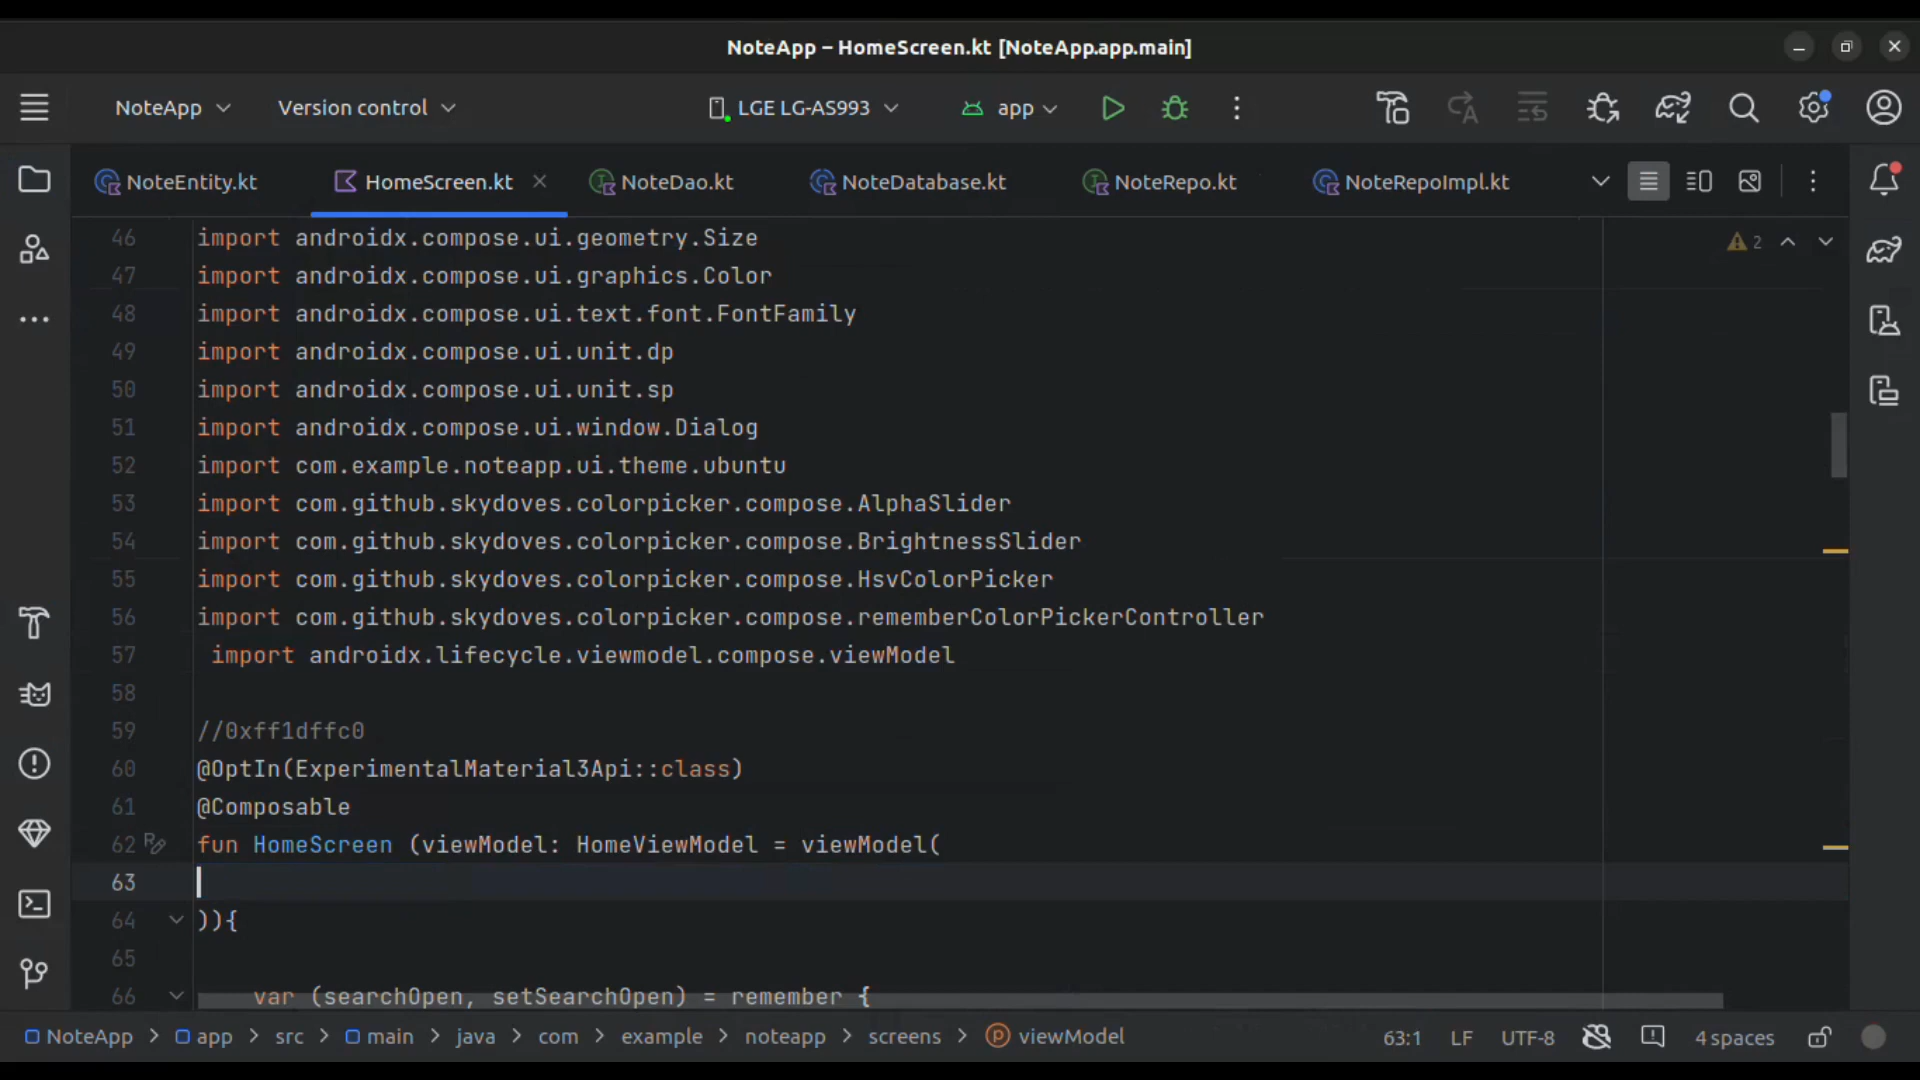 NoteApp – HomeScreen.kt [NoteApp.app.main]
NoteApp
Version control
LGE LG-AS993
app
NoteEntity.kt
HomeScreen.kt
NoteDao.kt
NoteDatabase.kt
NoteRepo.kt
NoteRepoImpl.kt
2
46 import androidx.compose.ui.geometry.Size
47 import androidx.compose.ui.graphics.Color
48 import androidx.compose.ui.text.font.FontFamily
49 import androidx.compose.ui.unit.dp
50 import androidx.compose.ui.unit.sp
51 import androidx.compose.ui.window.Dialog
52 import com.example.noteapp.ui.theme.ubuntu
53 import com.github.skydoves.colorpicker.compose.AlphaSlider
54 import com.github.skydoves.colorpicker.compose.BrightnessSlider
55 import com.github.skydoves.colorpicker.compose.HsvColorPicker
56 import com.github.skydoves.colorpicker.compose.rememberColorPickerController
57  import androidx.lifecycle.viewmodel.compose.viewModel
58
59 //0xff1dffc0
60 @OptIn(ExperimentalMaterial3Api::class)
61 @Composable
62 fun HomeScreen (viewModel: HomeViewModel = viewModel(
63
64 )){
65
66     var (searchOpen, setSearchOpen) = remember {
NoteApp > app > src > main > java > com > example > noteapp > screens > viewModel
63:1 LF UTF-8 4 spaces